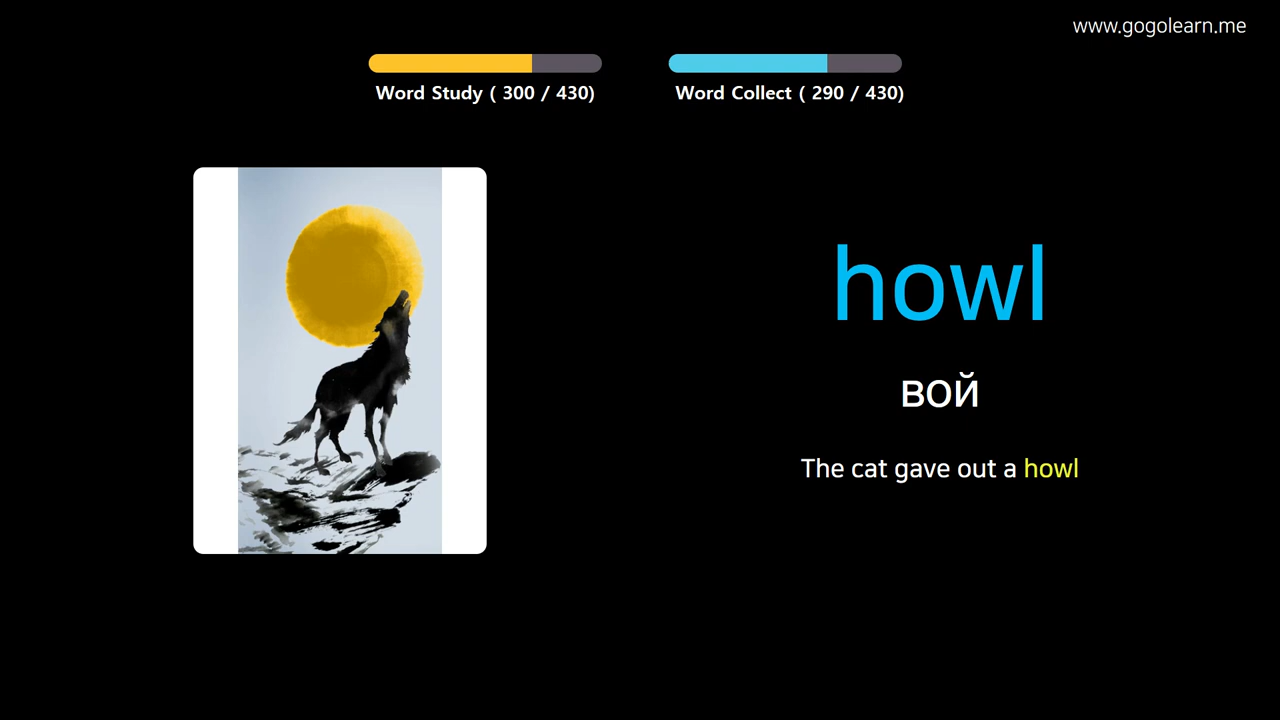 www.gogolearn.me
Word Study ( 300 / 430)
Word Collect ( 290 / 430)
howl
вой
The cat gave out a howl